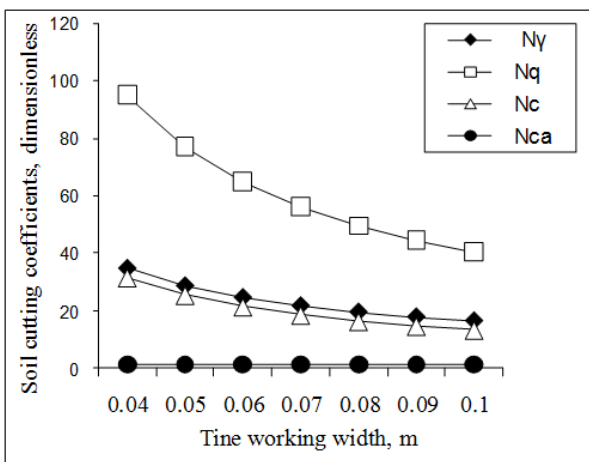 Soil cutting coefficients, dimensionless
120
100
80
60
40
20
0
Nγ
Nq
Nc
Nca
0.04 0.05 0.06 0.07 0.08 0.09 0.1
Tine working width, m